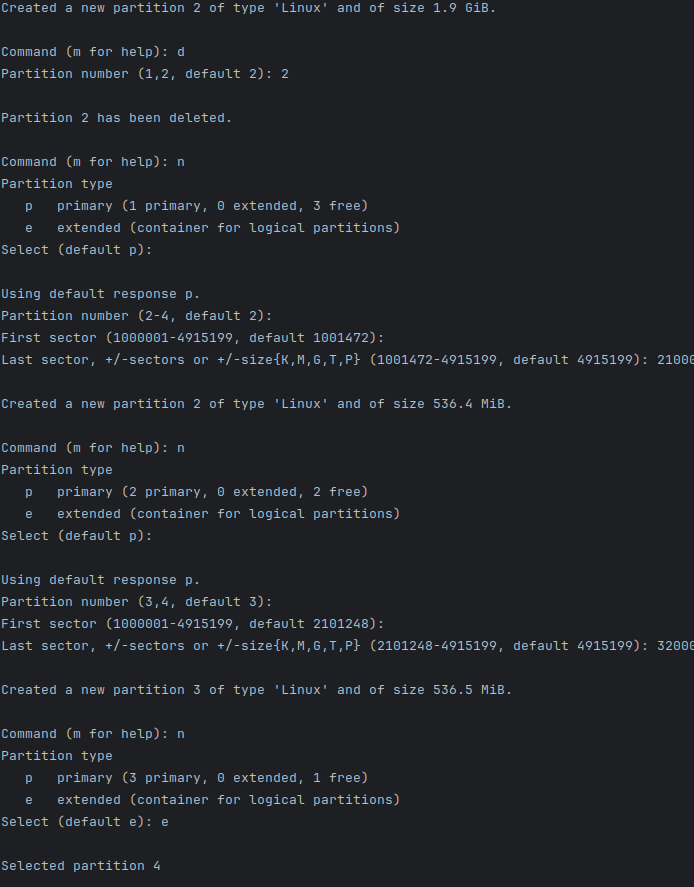 Created a new partition 2 of type 'Linux' and of size 1.9 GiB.
Command (m for help): d
Partition number (1,2, default 2): 2
Partition 2 has been deleted.
Command (m for help): n
Partition type
p   primary (1 primary, 0 extended, 3 free)
e   extended (container for logical partitions)
Select (default p):
Using default response p.
Partition number (2-4, default 2):
First sector (1000001-4915199, default 1001472):
Last sector, +/-sectors or +/-size{K,M,G,T,P} (1001472-4915199, default 4915199): 21000
Created a new partition 2 of type 'Linux' and of size 536.4 MiB.
Command (m for help): n
Partition type
p   primary (2 primary, 0 extended, 2 free)
e   extended (container for logical partitions)
Select (default p):
Using default response p.
Partition number (3,4, default 3):
First sector (1000001-4915199, default 2101248):
Last sector, +/-sectors or +/-size{K,M,G,T,P} (2101248-4915199, default 4915199): 32000
Created a new partition 3 of type 'Linux' and of size 536.5 MiB.
Command (m for help): n
Partition type
p   primary (3 primary, 0 extended, 1 free)
e   extended (container for logical partitions)
Select (default e): e
Selected partition 4